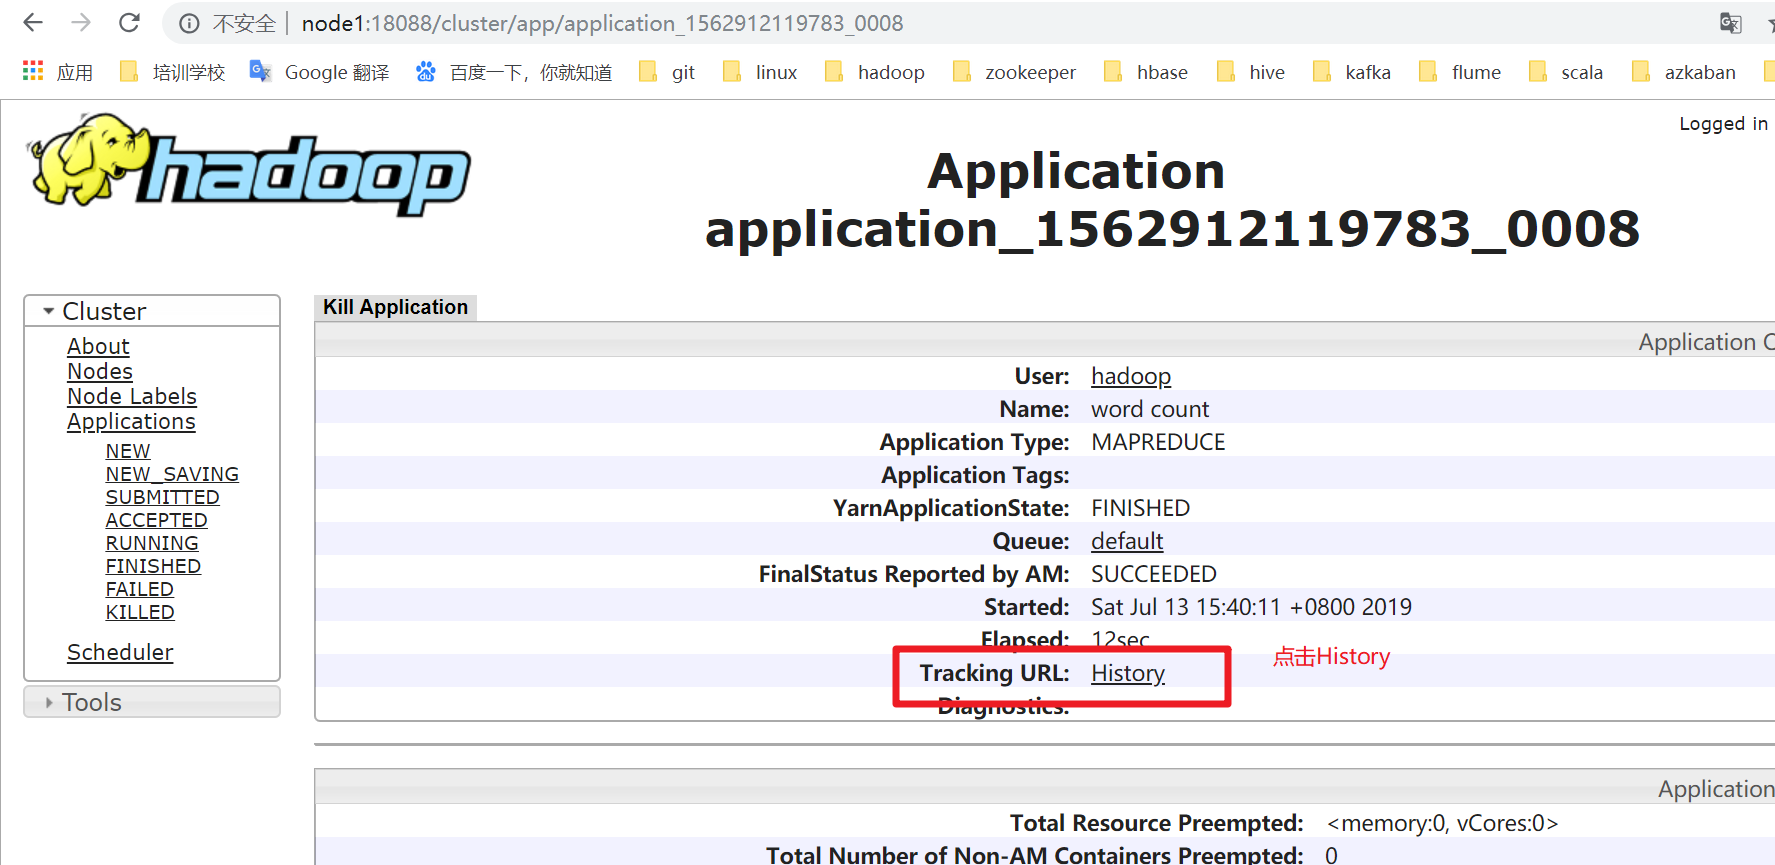 不安全 node1:18088/cluster/app/application_1562912119783_0008
应用 培训学校 Google 翻译 百度一下，你就知道 git linux hadoop zookeeper hbase hive kafka flume scala azkaban
hadoop
Logged in
Application
application_1562912119783_0008
Cluster
About
Nodes
Node Labels
Applications
NEW
NEW_SAVING
SUBMITTED
ACCEPTED
RUNNING
FINISHED
FAILED
KILLED
Scheduler
Tools
Kill Application
Application
User: hadoop
Name: word count
Application Type: MAPREDUCE
Application Tags:
YarnApplicationState: FINISHED
Queue: default
FinalStatus Reported by AM: SUCCEEDED
Started: Sat Jul 13 15:40:11 +0800 2019
Elapsed: 12sec
Tracking URL: History
点击History
Diagnostics:
Application
Total Resource Preempted: <memory:0, vCores:0>
Total Number of Non-AM Containers Preempted: 0